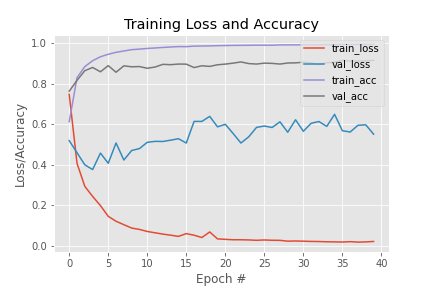 Training Loss and Accuracy
1.0
0.8
0.6
0.4
0.2
0.0
Loss/Accuracy
train_loss
val_loss
train_acc
val_acc
0 5 10 15 20 25 30 35 40
Epoch #